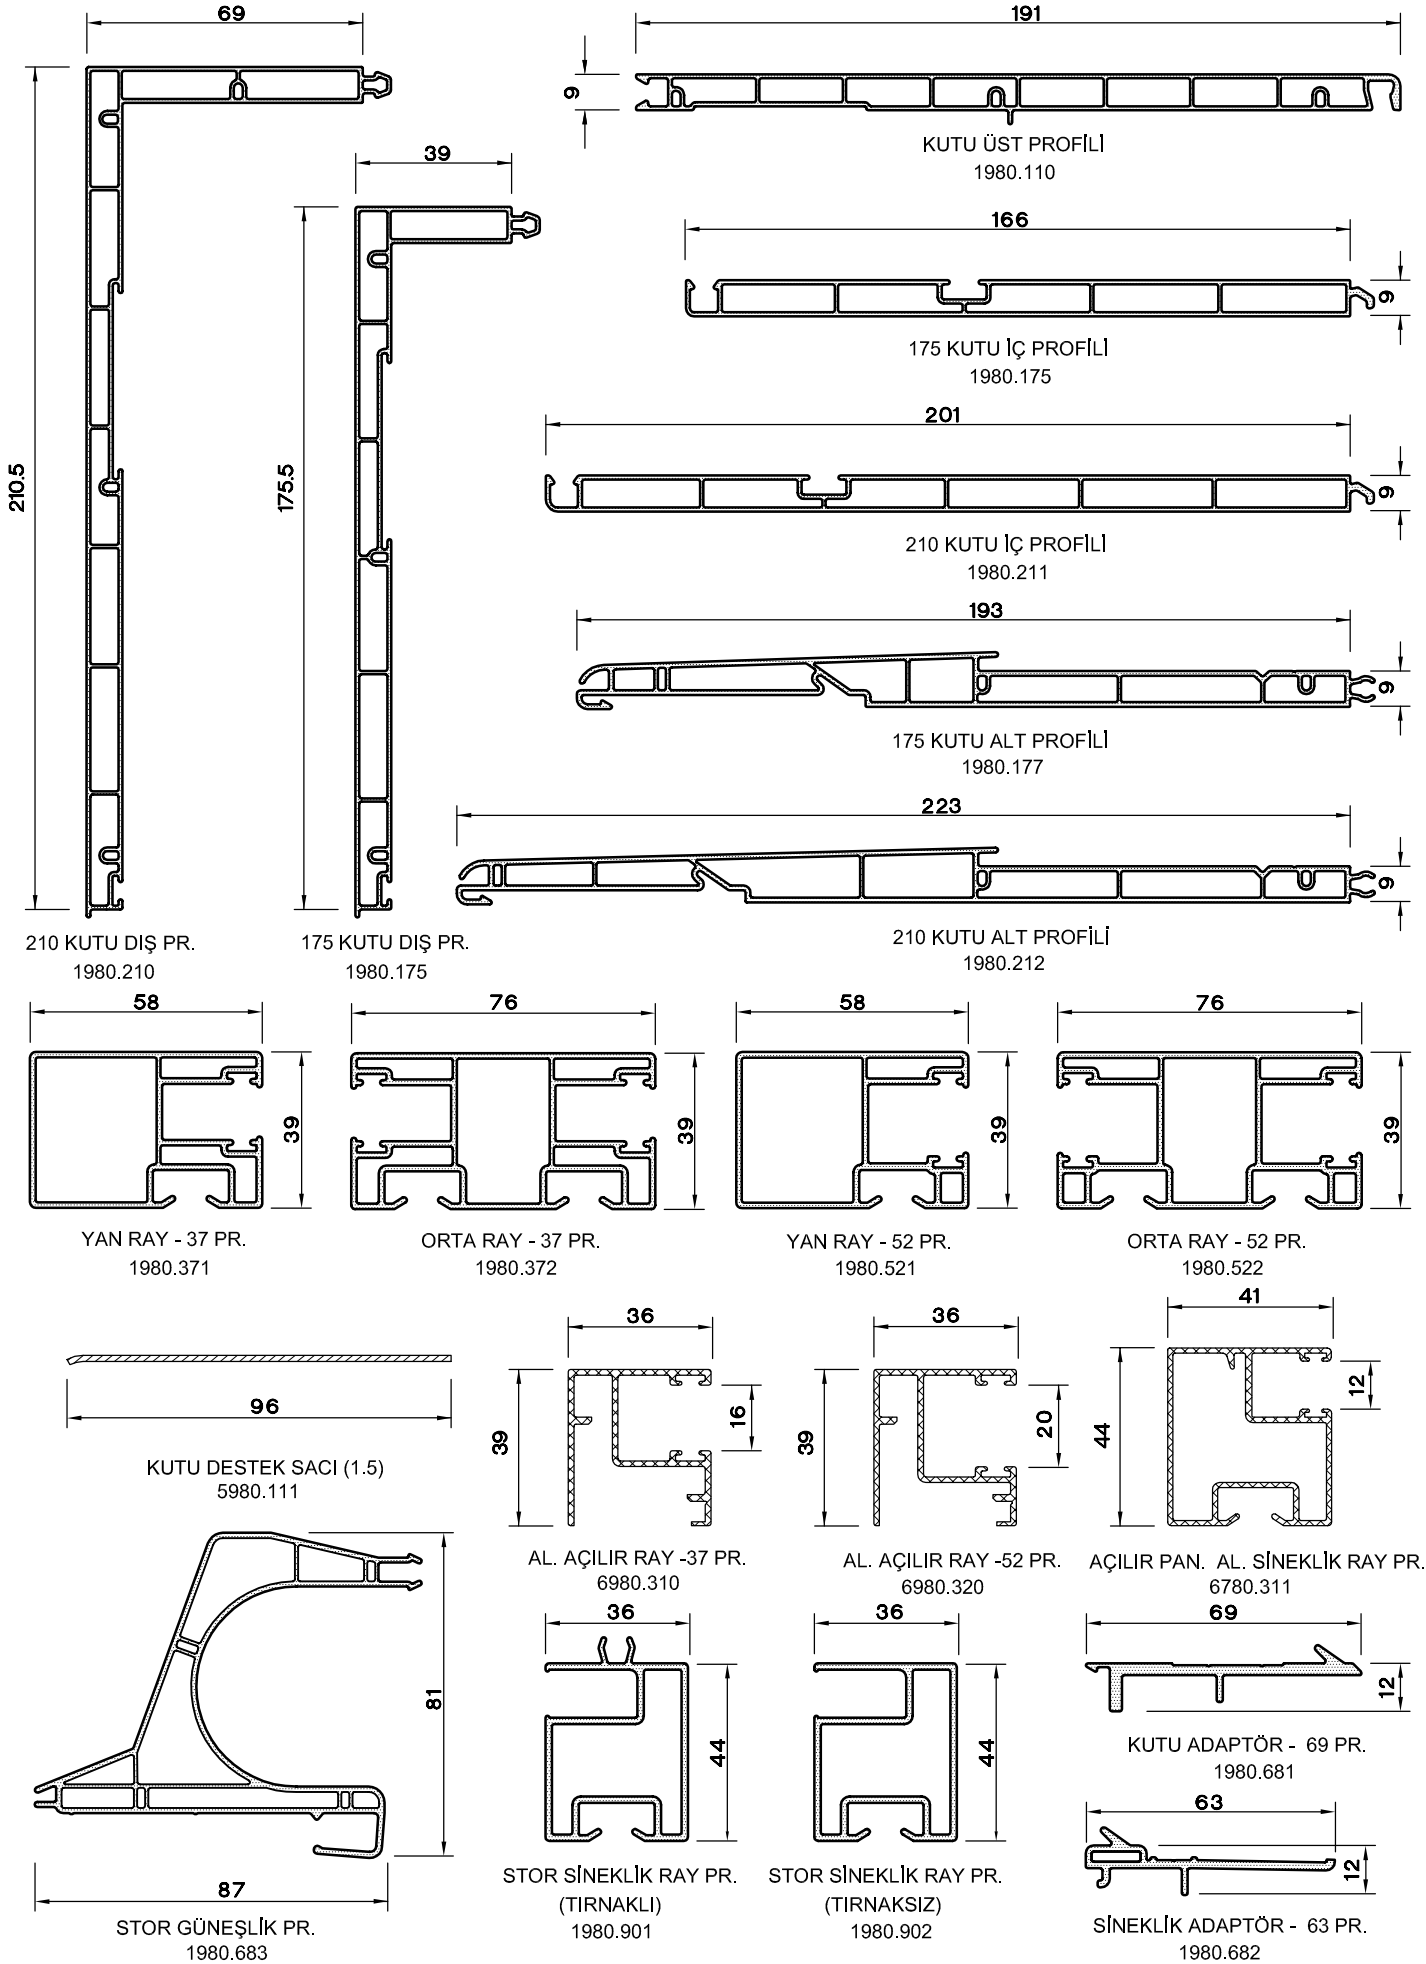 69
191
9
KUTU ÜST PROFİLİ
1980.110
39
166
9
175 KUTU İÇ PROFİLİ
1980.175
201
9
210 KUTU İÇ PROFİLİ
1980.211
210.5
175.5
193
9
175 KUTU ALT PROFİLİ
1980.177
223
9
210 KUTU ALT PROFİLİ
1980.212
210 KUTU DIŞ PR.
1980.210
175 KUTU DIŞ PR.
1980.175
58
39
YAN RAY - 37 PR.
1980.371
76
39
ORTA RAY - 37 PR.
1980.372
58
39
YAN RAY - 52 PR.
1980.521
76
39
ORTA RAY - 52 PR.
1980.522
96
KUTU DESTEK SACI (1.5)
5980.111
36
39
16
AL. AÇILIR RAY -37 PR.
6980.310
36
39
20
AL. AÇILIR RAY -52 PR.
6980.320
41
44
12
AÇILIR PAN. AL. SİNEKLİK RAY PR.
6780.311
81
87
STOR GÜNEŞLİK PR.
1980.683
36
44
STOR SİNEKLİK RAY PR.
(TIRNAKLI)
1980.901
36
44
STOR SİNEKLİK RAY PR.
(TIRNAKSIZ)
1980.902
69
12
KUTU ADAPTÖR - 69 PR.
1980.681
63
12
SİNEKLİK ADAPTÖR - 63 PR.
1980.682